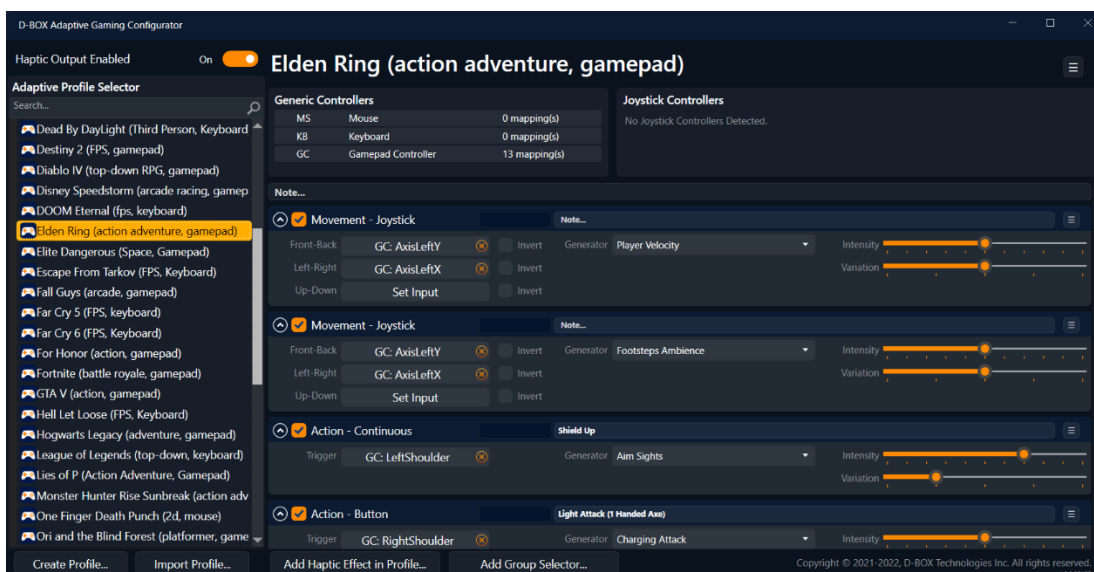 D-BOX Adaptive Gaming Configurator
Haptic Output Enabled On
Adaptive Profile Selector
Search...
Dead By DayLight (Third Person, Keyboard
Destiny 2 (FPS, gamepad)
Diablo IV (top-down RPG, gamepad)
Disney Speedstorm (arcade racing, gamep
DOOM Eternal (fps, keyboard)
Elden Ring (action adventure, gamepad)
Elite Dangerous (Space, Gamepad)
Escape From Tarkov (FPS, Keyboard)
Fall Guys (arcade, gamepad)
Far Cry 5 (FPS, keyboard)
Far Cry 6 (FPS, Keyboard)
For Honor (action, gamepad)
Fortnite (battle royale, gamepad)
GTA V (action, gamepad)
Hell Let Loose (FPS, Keyboard)
Hogwarts Legacy (adventure, gamepad)
League of Legends (top-down, keyboard)
Lies of P (Action Adventure, Gamepad)
Monster Hunter Rise Sunbreak (action adv
One Finger Death Punch (2d, mouse)
Ori and the Blind Forest (platformer, game
Create Profile... Import Profile...
Elden Ring (action adventure, gamepad)
Generic Controllers
MS Mouse 0 mapping(s)
KB Keyboard 0 mapping(s)
GC Gamepad Controller 13 mapping(s)
Joystick Controllers
No Joystick Controllers Detected.
Note...
Movement - Joystick Note...
Front-Back GC: AxisLeftY Invert Generator Player Velocity Intensity
Left-Right GC: AxisLeftX Invert Variation
Up-Down Set Input Invert
Movement - Joystick Note...
Front-Back GC: AxisLeftY Invert Generator Footsteps Ambience Intensity
Left-Right GC: AxisLeftX Invert Variation
Up-Down Set Input Invert
Action - Continuous Shield Up
Trigger GC: LeftShoulder Generator Aim Sights Intensity
Variation
Action - Button Light Attack (1 Handed Axe)
Trigger GC: RightShoulder Generator Charging Attack Intensity
Add Haptic Effect in Profile... Add Group Selector...
Copyright © 2021-2022, D-BOX Technologies Inc. All rights reserved.